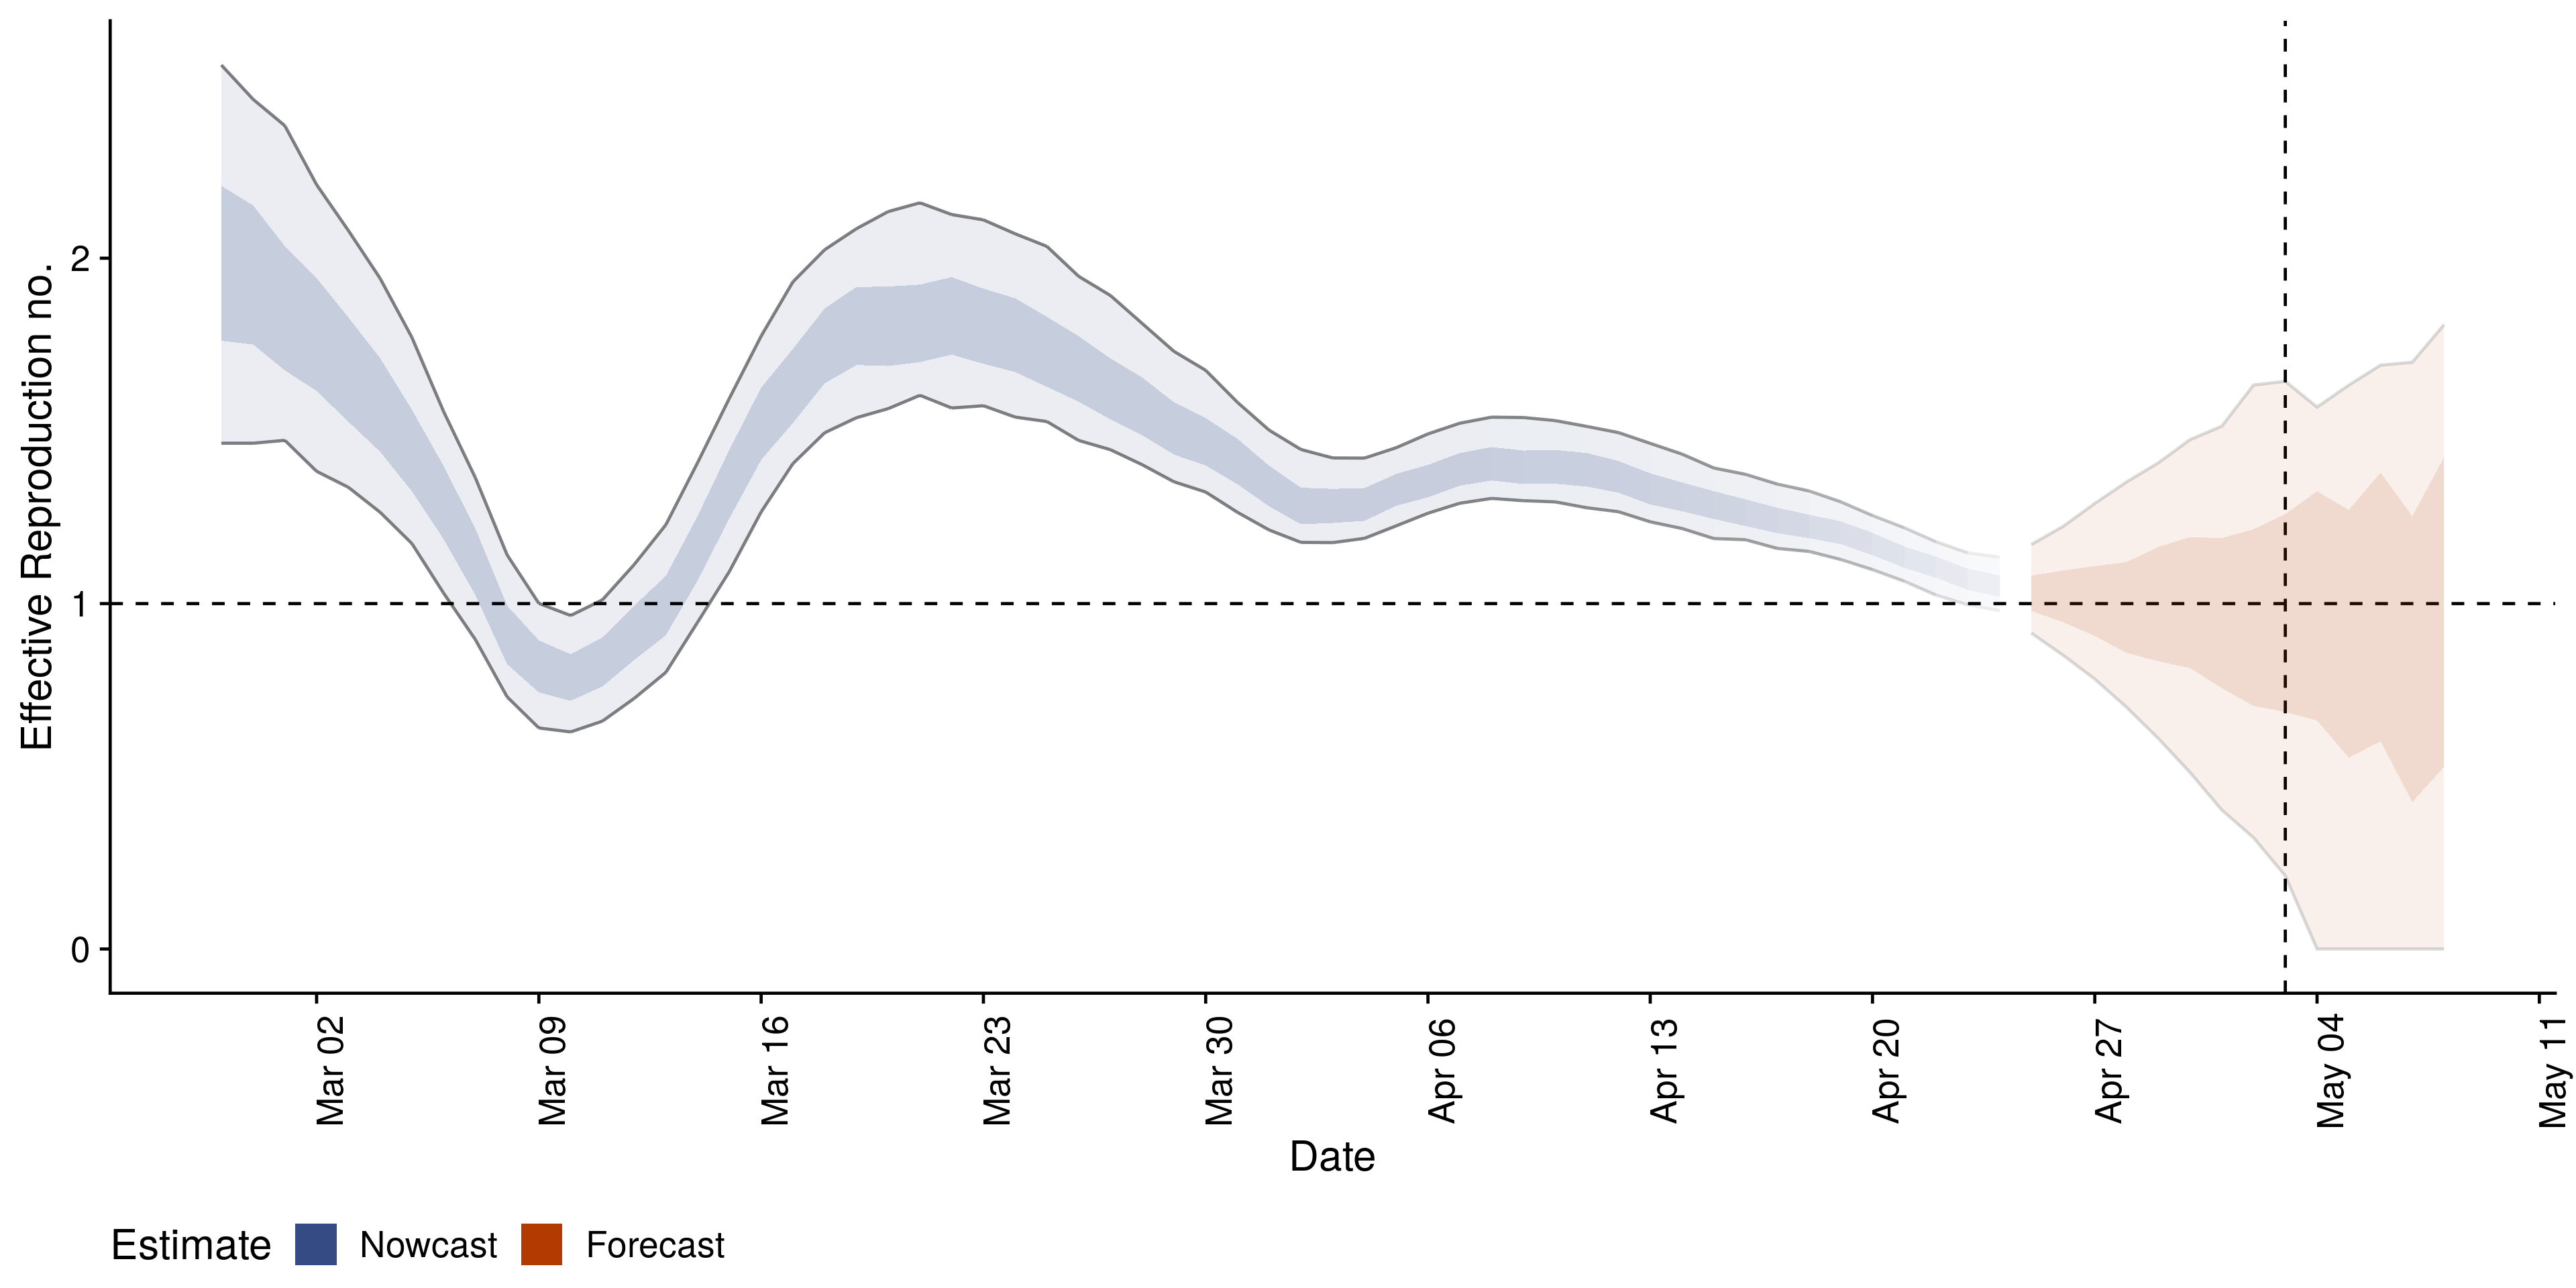 Effective Reproduction no.
2
1
0
Mar 02
Mar 09
Mar 16
Mar 23
Mar 30
Apr 06
Apr 13
Apr 20
Apr 27
May 04
May 11
Date
Estimate Nowcast Forecast